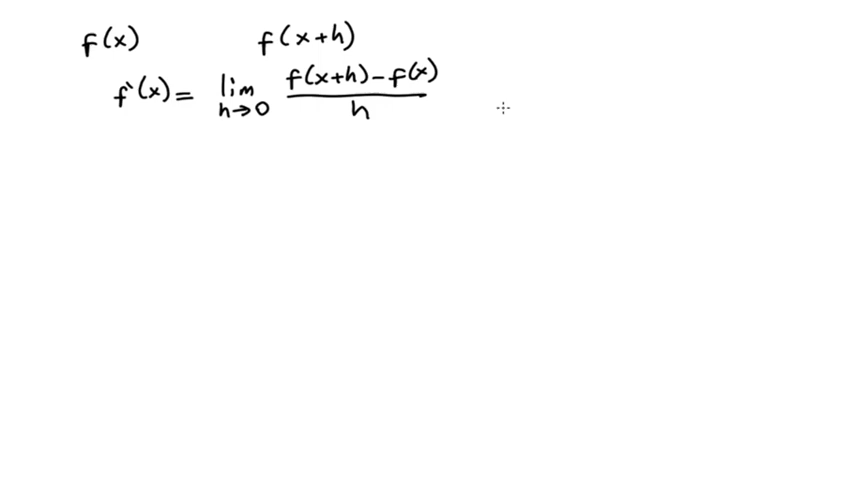 f(x) f(x+h)
f`(x) = lim h→0 f(x+h) - f(x) / h